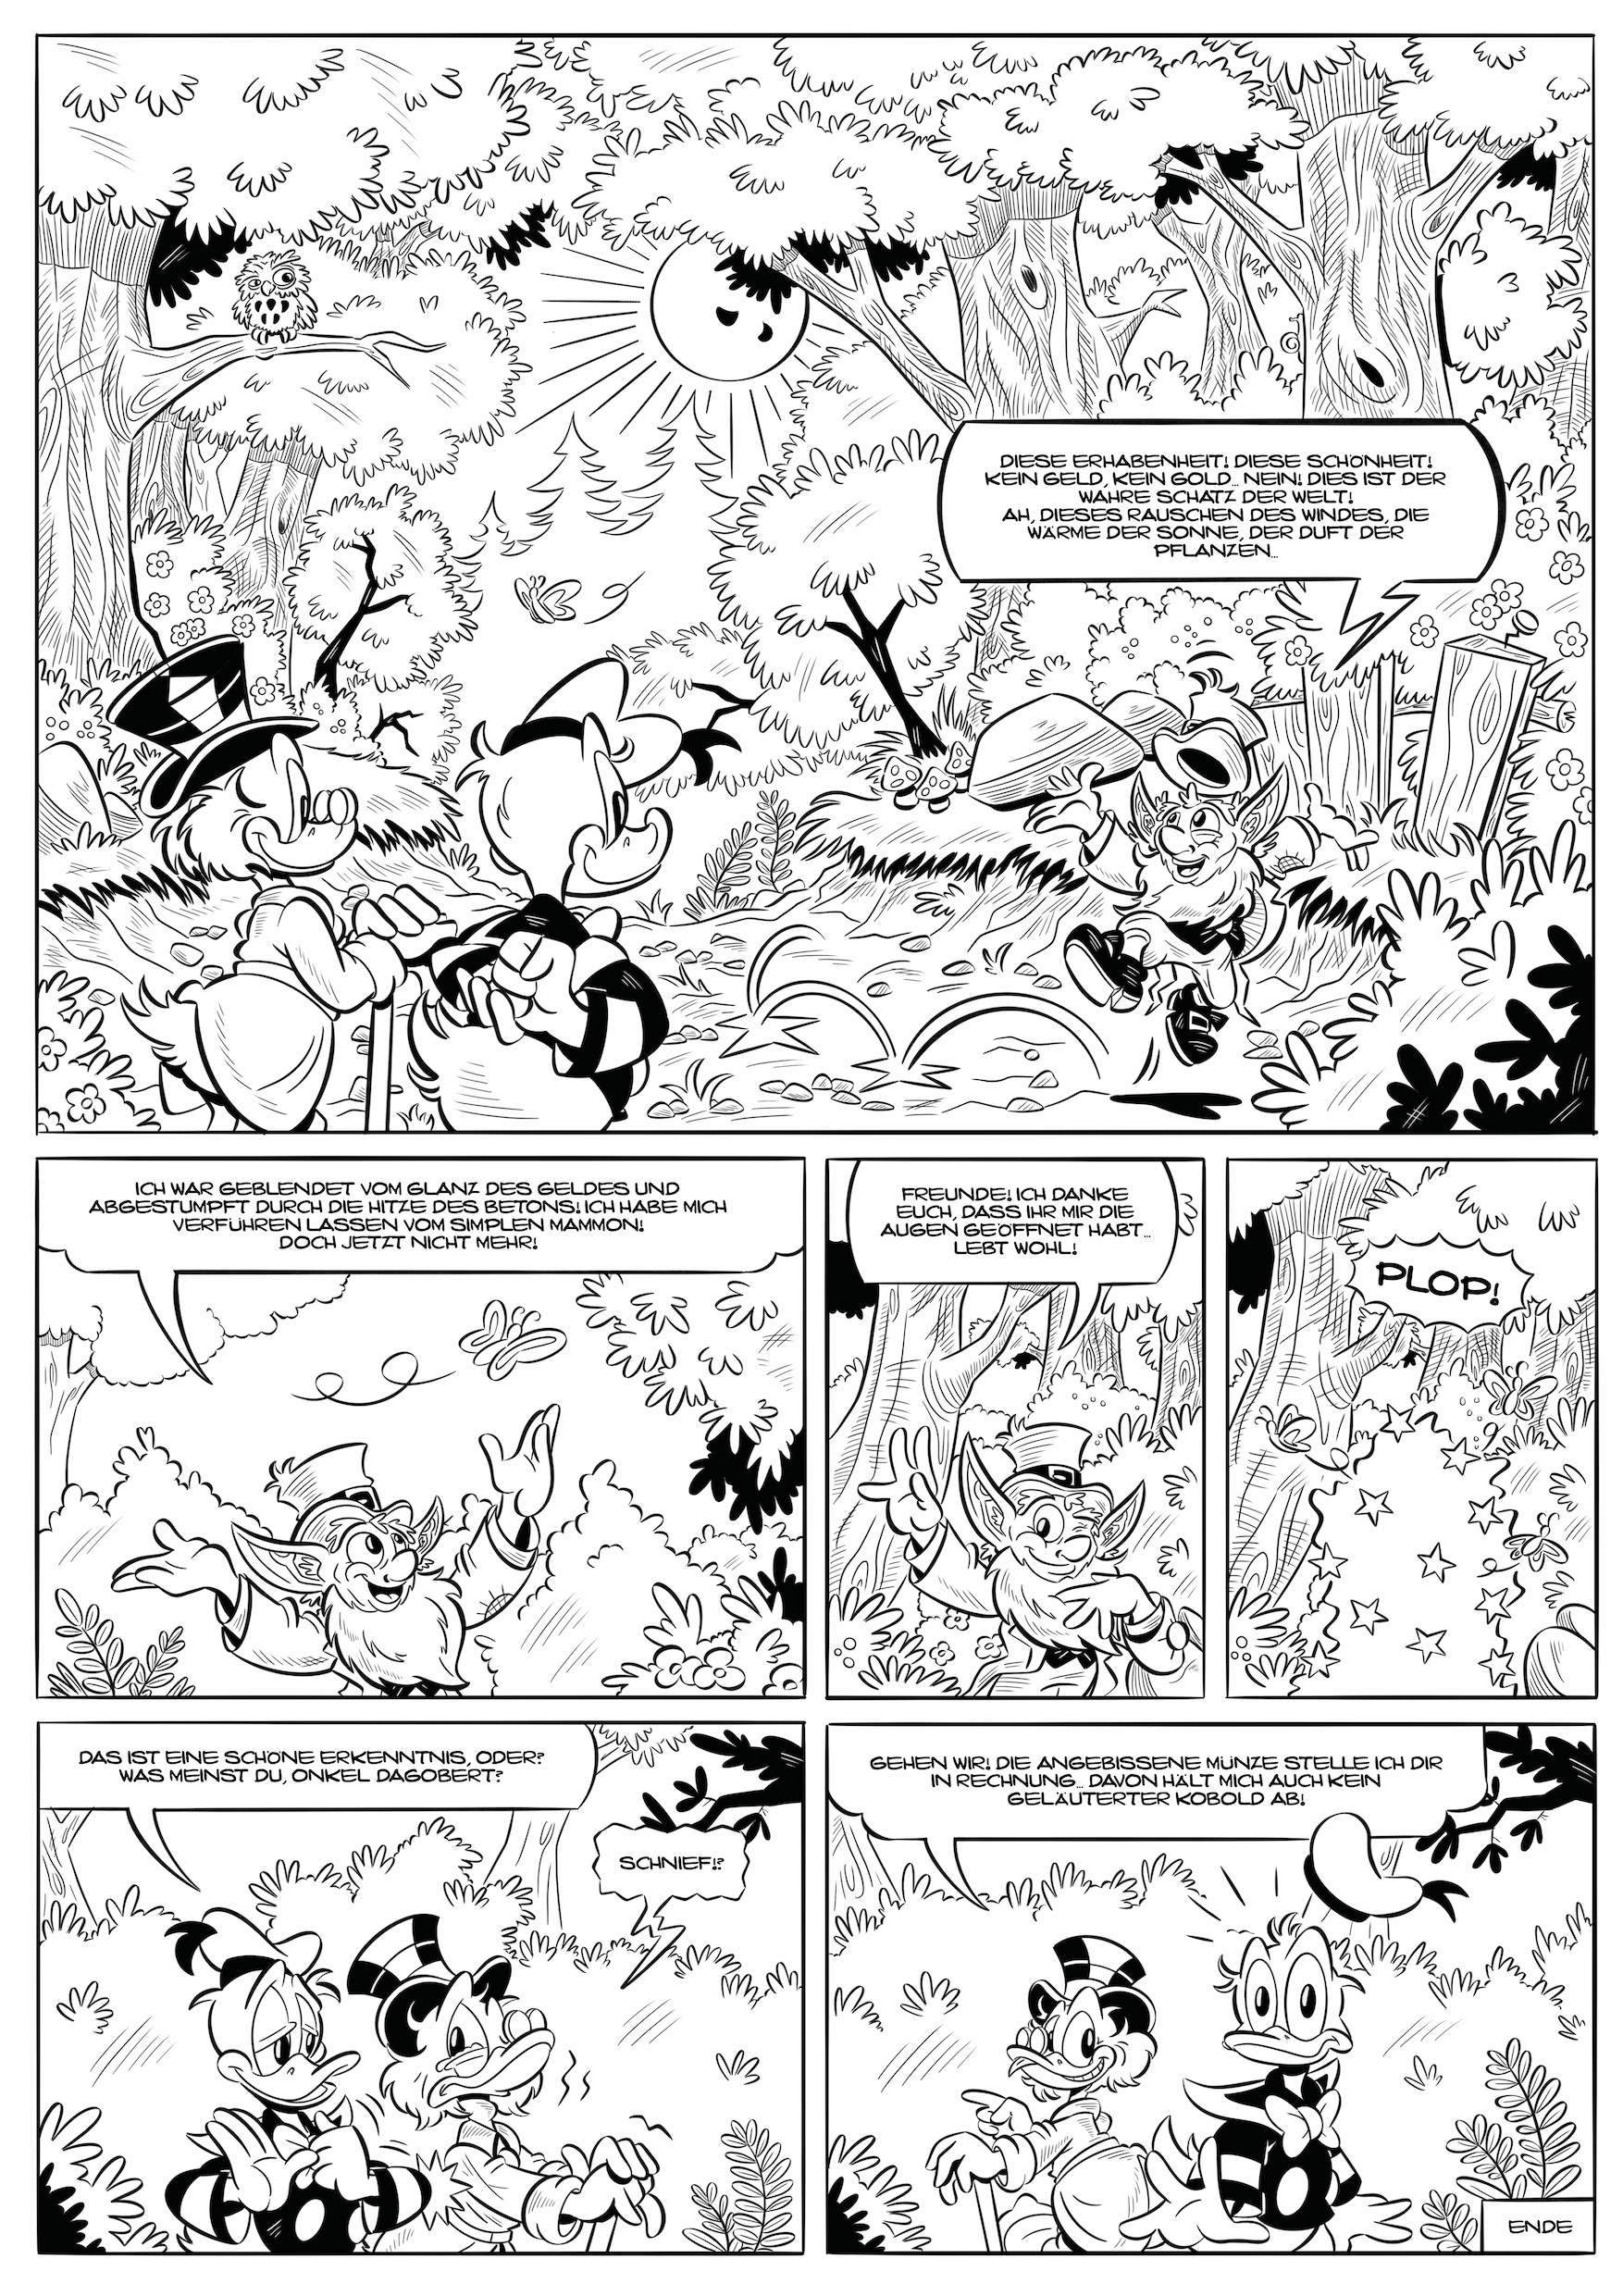 DIESE ERHABENHEIT! DIESE SCHÖNHEIT!
KEIN GELD, KEIN GOLD... NEIN! DIES IST DER
WAHRE SCHATZ DER WELT!
AH, DIESES RAUSCHEN DES WINDES, DIE
WÄRME DER SONNE, DER DUFT DER
PFLANZEN...
ICH WAR GEBLENDET VOM GLANZ DES GELDES UND
ABGESTUMPFT DURCH DIE HITZE DES BETONS! ICH HABE MICH
VERFÜHREN LASSEN VOM SIMPLEN MAMMON!
DOCH JETZT NICHT MEHR!
FREUNDE! ICH DANKE
EUCH, DASS IHR MIR DIE
AUGEN GEÖFFNET HABT...
LEBT WOHL!
PLOP!
DAS IST EINE SCHÖNE ERKENNTNIS, ODER?
WAS MEINST DU, ONKEL DAGOBERT?
SCHNIEF!?
GEHEN WIR! DIE ANGEBISSENE MÜNZE STELLE ICH DIR
IN RECHNUNG... DAVON HÄLT MICH AUCH KEIN
GELÄUTERTER KOBOLD AB!
ENDE